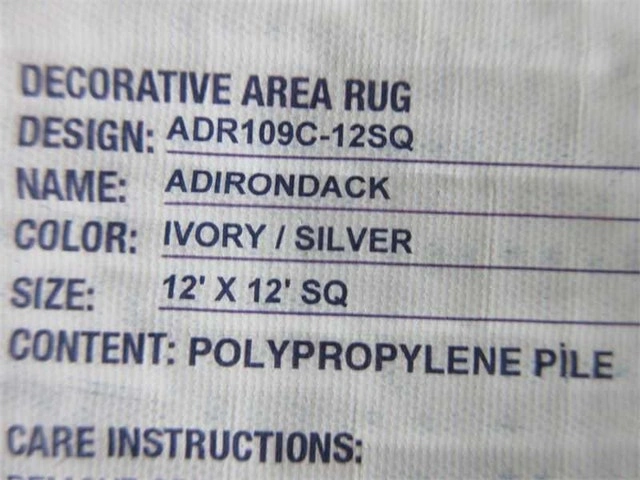 DECORATIVE AREA RUG
DESIGN: ADR109C-12SQ
NAME: ADIRONDACK
COLOR: IVORY / SILVER
SIZE: 12' X 12' SQ
CONTENT: POLYPROPYLENE PİLE
CARE INSTRUCTIONS: